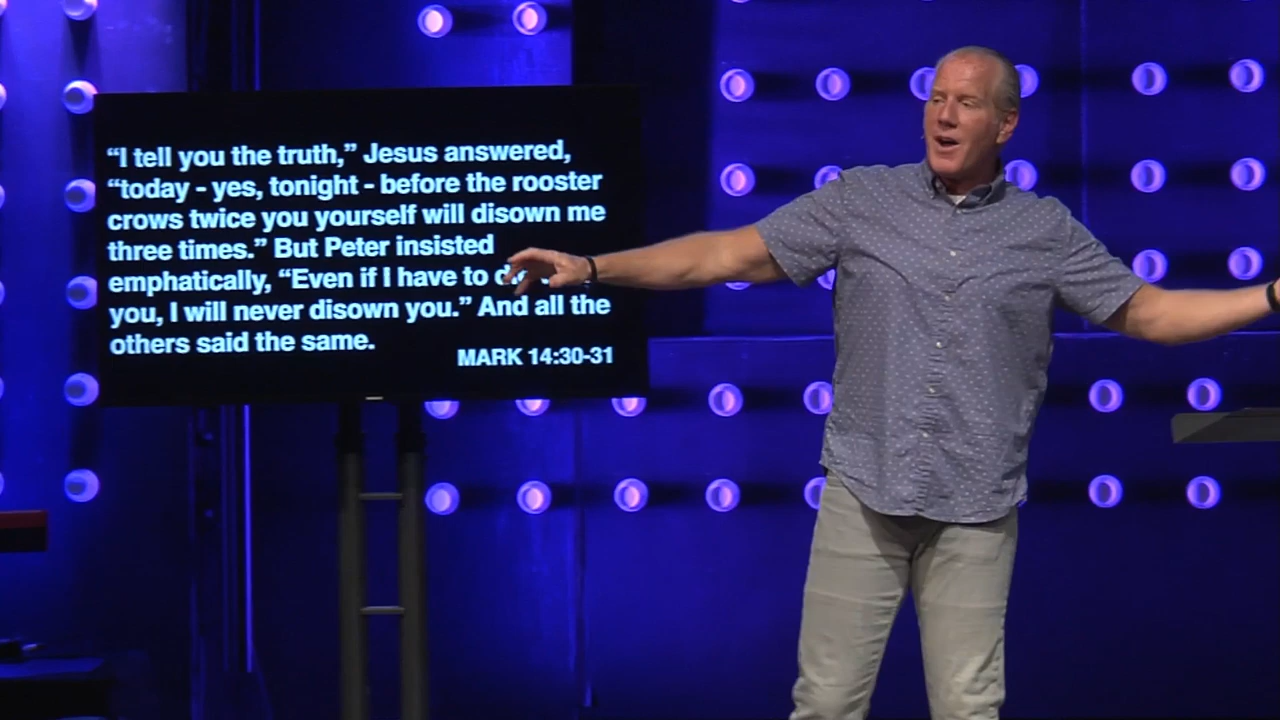 “I tell you the truth,” Jesus answered,
“today - yes, tonight - before the rooster
crows twice you yourself will disown me
three times.” But Peter insisted
emphatically, “Even if I have to
you, I will never disown you.” And all the
others said the same.
MARK 14:30-31